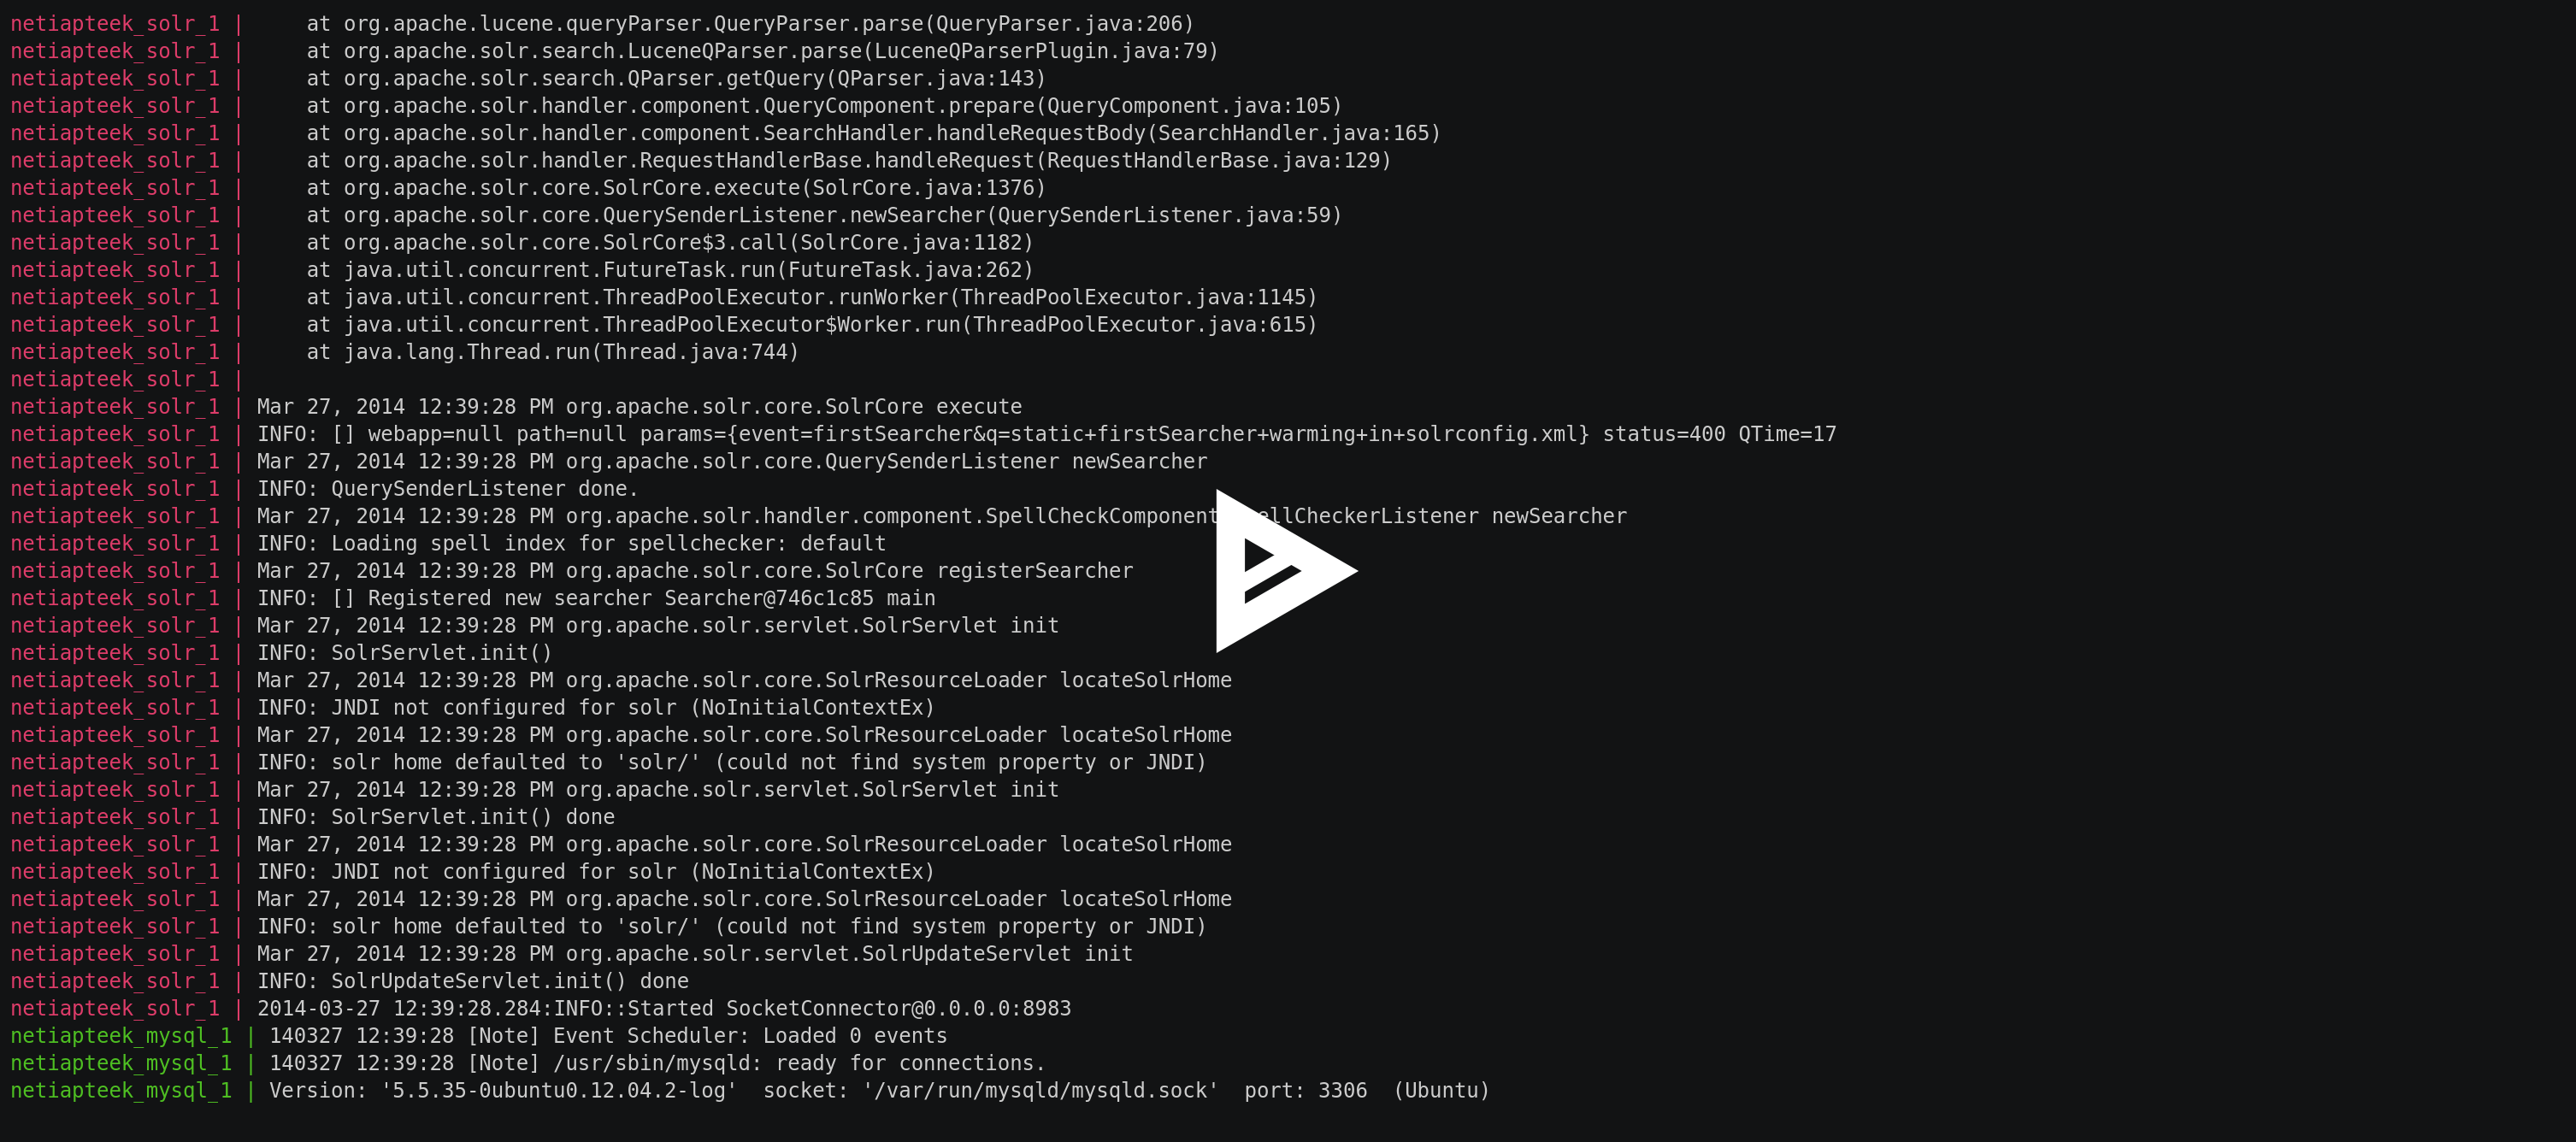 netiapteek_solr_1 |     at org.apache.lucene.queryParser.QueryParser.parse(QueryParser.java:206)
netiapteek_solr_1 |     at org.apache.solr.search.LuceneQParser.parse(LuceneQParserPlugin.java:79)
netiapteek_solr_1 |     at org.apache.solr.search.QParser.getQuery(QParser.java:143)
netiapteek_solr_1 |     at org.apache.solr.handler.component.QueryComponent.prepare(QueryComponent.java:105)
netiapteek_solr_1 |     at org.apache.solr.handler.component.SearchHandler.handleRequestBody(SearchHandler.java:165)
netiapteek_solr_1 |     at org.apache.solr.handler.RequestHandlerBase.handleRequest(RequestHandlerBase.java:129)
netiapteek_solr_1 |     at org.apache.solr.core.SolrCore.execute(SolrCore.java:1376)
netiapteek_solr_1 |     at org.apache.solr.core.QuerySenderListener.newSearcher(QuerySenderListener.java:59)
netiapteek_solr_1 |     at org.apache.solr.core.SolrCore$3.call(SolrCore.java:1182)
netiapteek_solr_1 |     at java.util.concurrent.FutureTask.run(FutureTask.java:262)
netiapteek_solr_1 |     at java.util.concurrent.ThreadPoolExecutor.runWorker(ThreadPoolExecutor.java:1145)
netiapteek_solr_1 |     at java.util.concurrent.ThreadPoolExecutor$Worker.run(ThreadPoolExecutor.java:615)
netiapteek_solr_1 |     at java.lang.Thread.run(Thread.java:744)
netiapteek_solr_1 |
netiapteek_solr_1 | Mar 27, 2014 12:39:28 PM org.apache.solr.core.SolrCore execute
netiapteek_solr_1 | INFO: [] webapp=null path=null params={event=firstSearcher&q=static+firstSearcher+warming+in+solrconfig.xml} status=400 QTime=17
netiapteek_solr_1 | Mar 27, 2014 12:39:28 PM org.apache.solr.core.QuerySenderListener newSearcher
netiapteek_solr_1 | INFO: QuerySenderListener done.
netiapteek_solr_1 | Mar 27, 2014 12:39:28 PM org.apache.solr.handler.component.SpellCheckComponent ellCheckerListener newSearcher
netiapteek_solr_1 | INFO: Loading spell index for spellchecker: default
netiapteek_solr_1 | Mar 27, 2014 12:39:28 PM org.apache.solr.core.SolrCore registerSearcher
netiapteek_solr_1 | INFO: [] Registered new searcher Searcher@746c1c85 main
netiapteek_solr_1 | Mar 27, 2014 12:39:28 PM org.apache.solr.servlet.SolrServlet init
netiapteek_solr_1 | INFO: SolrServlet.init()
netiapteek_solr_1 | Mar 27, 2014 12:39:28 PM org.apache.solr.core.SolrResourceLoader locateSolrHome
netiapteek_solr_1 | INFO: JNDI not configured for solr (NoInitialContextEx)
netiapteek_solr_1 | Mar 27, 2014 12:39:28 PM org.apache.solr.core.SolrResourceLoader locateSolrHome
netiapteek_solr_1 | INFO: solr home defaulted to 'solr/' (could not find system property or JNDI)
netiapteek_solr_1 | Mar 27, 2014 12:39:28 PM org.apache.solr.servlet.SolrServlet init
netiapteek_solr_1 | INFO: SolrServlet.init() done
netiapteek_solr_1 | Mar 27, 2014 12:39:28 PM org.apache.solr.core.SolrResourceLoader locateSolrHome
netiapteek_solr_1 | INFO: JNDI not configured for solr (NoInitialContextEx)
netiapteek_solr_1 | Mar 27, 2014 12:39:28 PM org.apache.solr.core.SolrResourceLoader locateSolrHome
netiapteek_solr_1 | INFO: solr home defaulted to 'solr/' (could not find system property or JNDI)
netiapteek_solr_1 | Mar 27, 2014 12:39:28 PM org.apache.solr.servlet.SolrUpdateServlet init
netiapteek_solr_1 | INFO: SolrUpdateServlet.init() done
netiapteek_solr_1 | 2014-03-27 12:39:28.284:INFO::Started SocketConnector@0.0.0.0:8983
netiapteek_mysql_1 | 140327 12:39:28 [Note] Event Scheduler: Loaded 0 events
netiapteek_mysql_1 | 140327 12:39:28 [Note] /usr/sbin/mysqld: ready for connections.
netiapteek_mysql_1 | Version: '5.5.35-0ubuntu0.12.04.2-log'  socket: '/var/run/mysqld/mysqld.sock'  port: 3306  (Ubuntu)